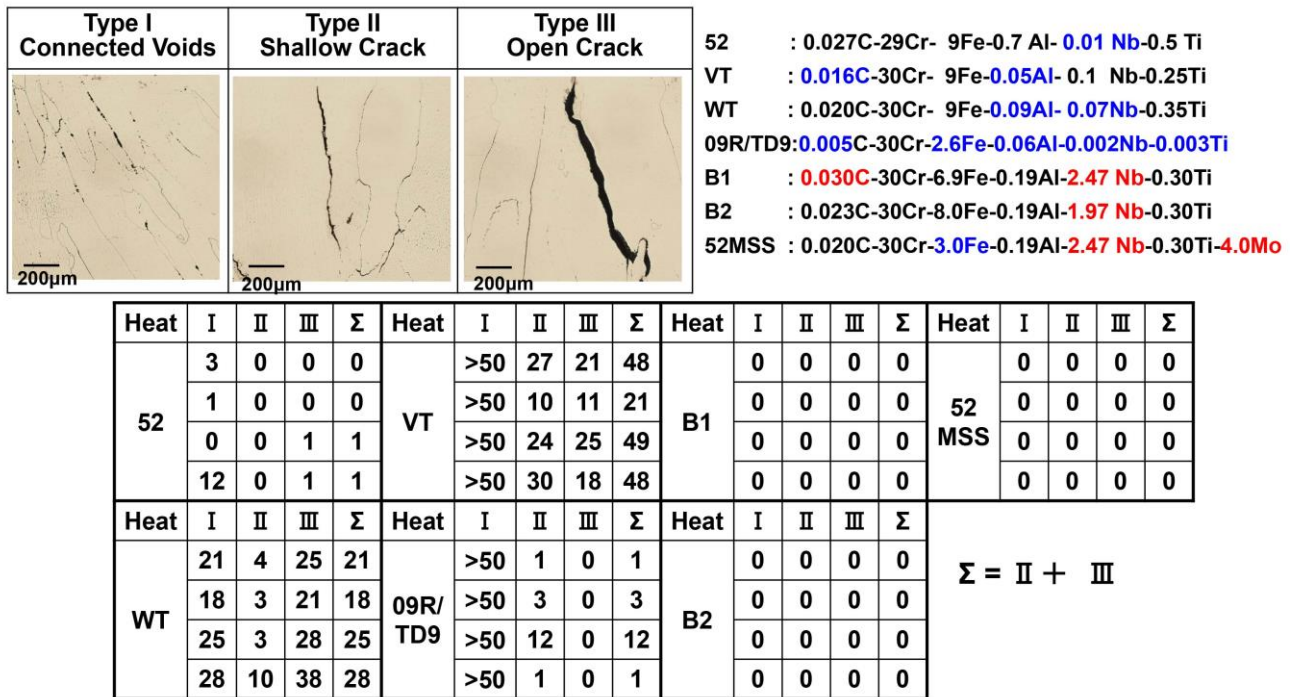 Type I
Connected Voids
Type II
Shallow Crack
Type III
Open Crack
200μm
200μm
200μm
52 : 0.027C-29Cr- 9Fe-0.7 Al- 0.01 Nb-0.5 Ti
VT : 0.016C-30Cr- 9Fe-0.05Al- 0.1 Nb-0.25Ti
WT : 0.020C-30Cr- 9Fe-0.09Al- 0.07Nb-0.35Ti
09R/TD9:0.005C-30Cr-2.6Fe-0.06Al-0.002Nb-0.003Ti
B1 : 0.030C-30Cr-6.9Fe-0.19Al-2.47 Nb-0.30Ti
B2 : 0.023C-30Cr-8.0Fe-0.19Al-1.97 Nb-0.30Ti
52MSS : 0.020C-30Cr-3.0Fe-0.19Al-2.47 Nb-0.30Ti-4.0Mo
Heat I II III Σ Heat I II III Σ Heat I II III Σ Heat I II III Σ
52 3 0 0 0 VT >50 27 21 48 B1 0 0 0 0 52 MSS 0 0 0 0
1 0 0 0 >50 10 11 21 0 0 0 0 0 0 0 0
0 0 1 1 >50 24 25 49 0 0 0 0 0 0 0 0
12 0 1 1 >50 30 18 48 0 0 0 0 0 0 0 0
Heat I II III Σ Heat I II III Σ Heat I II III Σ
WT 21 4 25 21 09R/TD9 >50 1 0 1 B2 0 0 0 0
18 3 21 18 >50 3 0 3 0 0 0 0
25 3 28 25 >50 12 0 12 0 0 0 0
28 10 38 28 >50 1 0 1 0 0 0 0
Σ = II + III